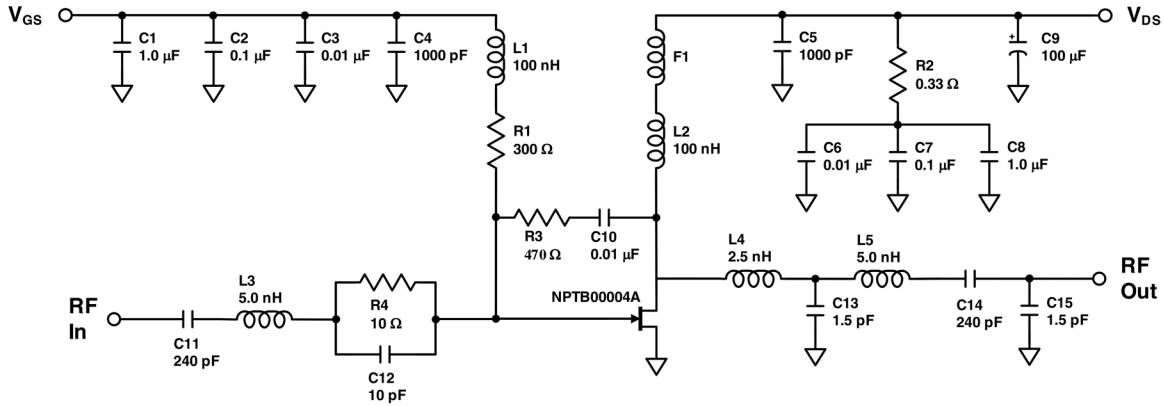 V_GS
C1
1.0 µF
C2
0.1 µF
C3
0.01 µF
C4
1000 pF
L1
100 nH
F1
C5
1000 pF
R2
0.33 Ω
+
C9
100 µF
V_DS
R1
300 Ω
L2
100 nH
C6
0.01 µF
C7
0.1 µF
C8
1.0 µF
R3
470 Ω
C10
0.01 µF
L4
2.5 nH
L5
5.0 nH
RF
Out
C13
1.5 pF
C14
240 pF
C15
1.5 pF
NPTB00004A
RF
In
C11
240 pF
L3
5.0 nH
R4
10 Ω
C12
10 pF